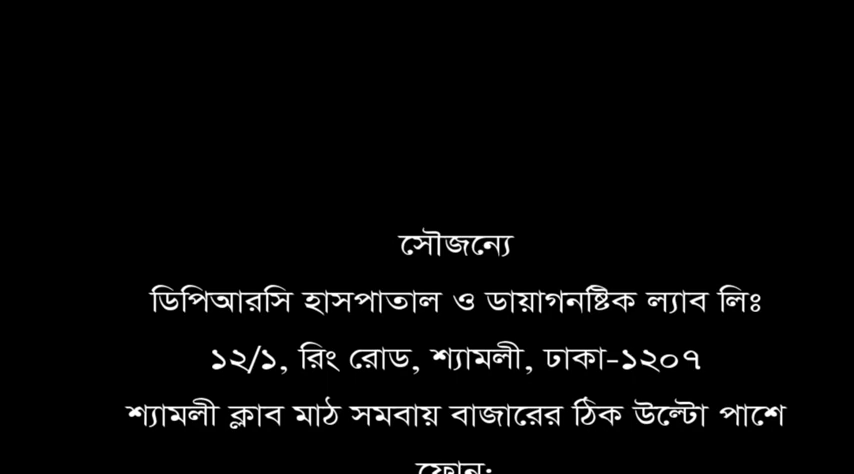 সৌজন্যে
ডিপিআরসি হাসপাতাল ও ডায়াগনষ্টিক ল্যাব লিঃ
১২/১, রিং রোড, শ্যামলী, ঢাকা-১২০৭
শ্যামলী ক্লাব মাঠ সমবায় বাজারের ঠিক উল্টো পাশে
ফোন: